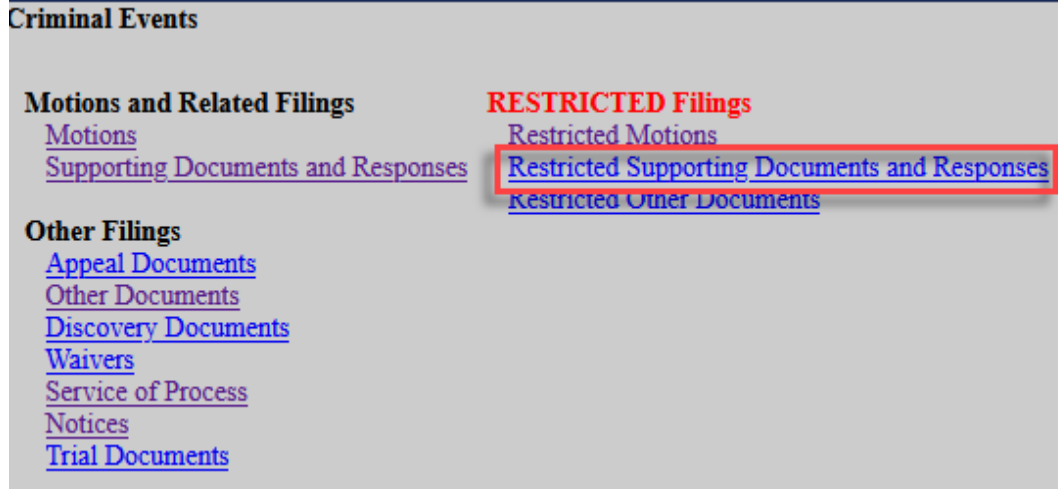 Criminal Events
Motions and Related Filings
Motions
Supporting Documents and Responses
RESTRICTED Filings
Restricted Motions
Restricted Supporting Documents and Responses
Restricted Other Documents
Other Filings
Appeal Documents
Other Documents
Discovery Documents
Waivers
Service of Process
Notices
Trial Documents